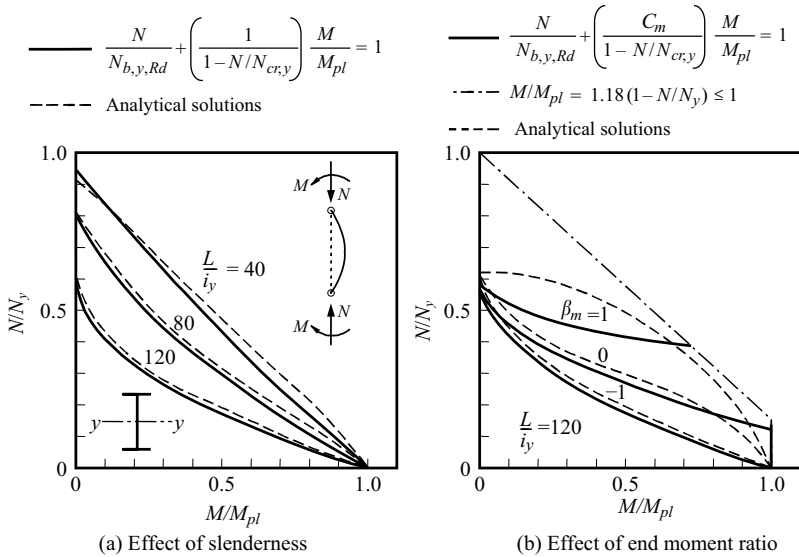 N/N_{b,y,Rd} + (1/(1–N/N_{cr,y})) M/M_{pl} = 1
Analytical solutions
1.0
0.5
0
N/N_y
0
0.5
1.0
M/M_{pl}
L/i_y = 40
80
120
M
N
N
M
y
y
(a) Effect of slenderness
N/N_{b,y,Rd} + (C_m/(1–N/N_{cr,y})) M/M_{pl} = 1
M/M_{pl} = 1.18 (1–N/N_y) ≤ 1
Analytical solutions
1.0
0.5
0
N/N_y
0
0.5
1.0
M/M_{pl}
β_m=1
0
–1
L/i_y =120
(b) Effect of end moment ratio